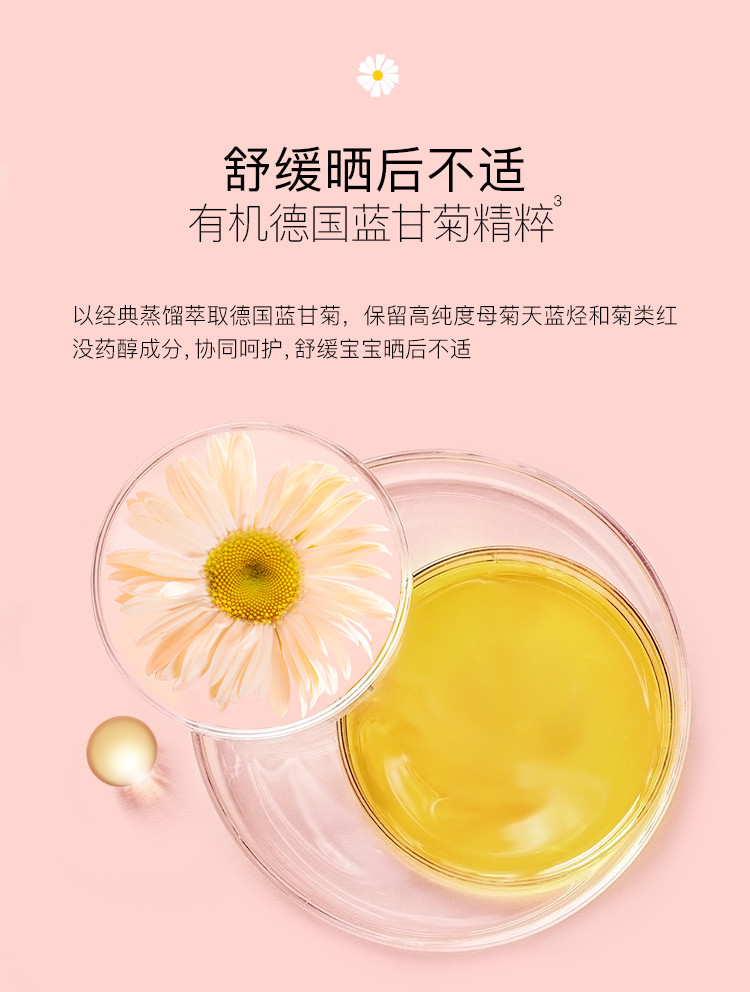 舒缓晒后不适
有机德国蓝甘菊精粹3
以经典蒸馏萃取德国蓝甘菊，保留高纯度母菊天蓝烃和菊类红
没药醇成分，协同呵护，舒缓宝宝晒后不适